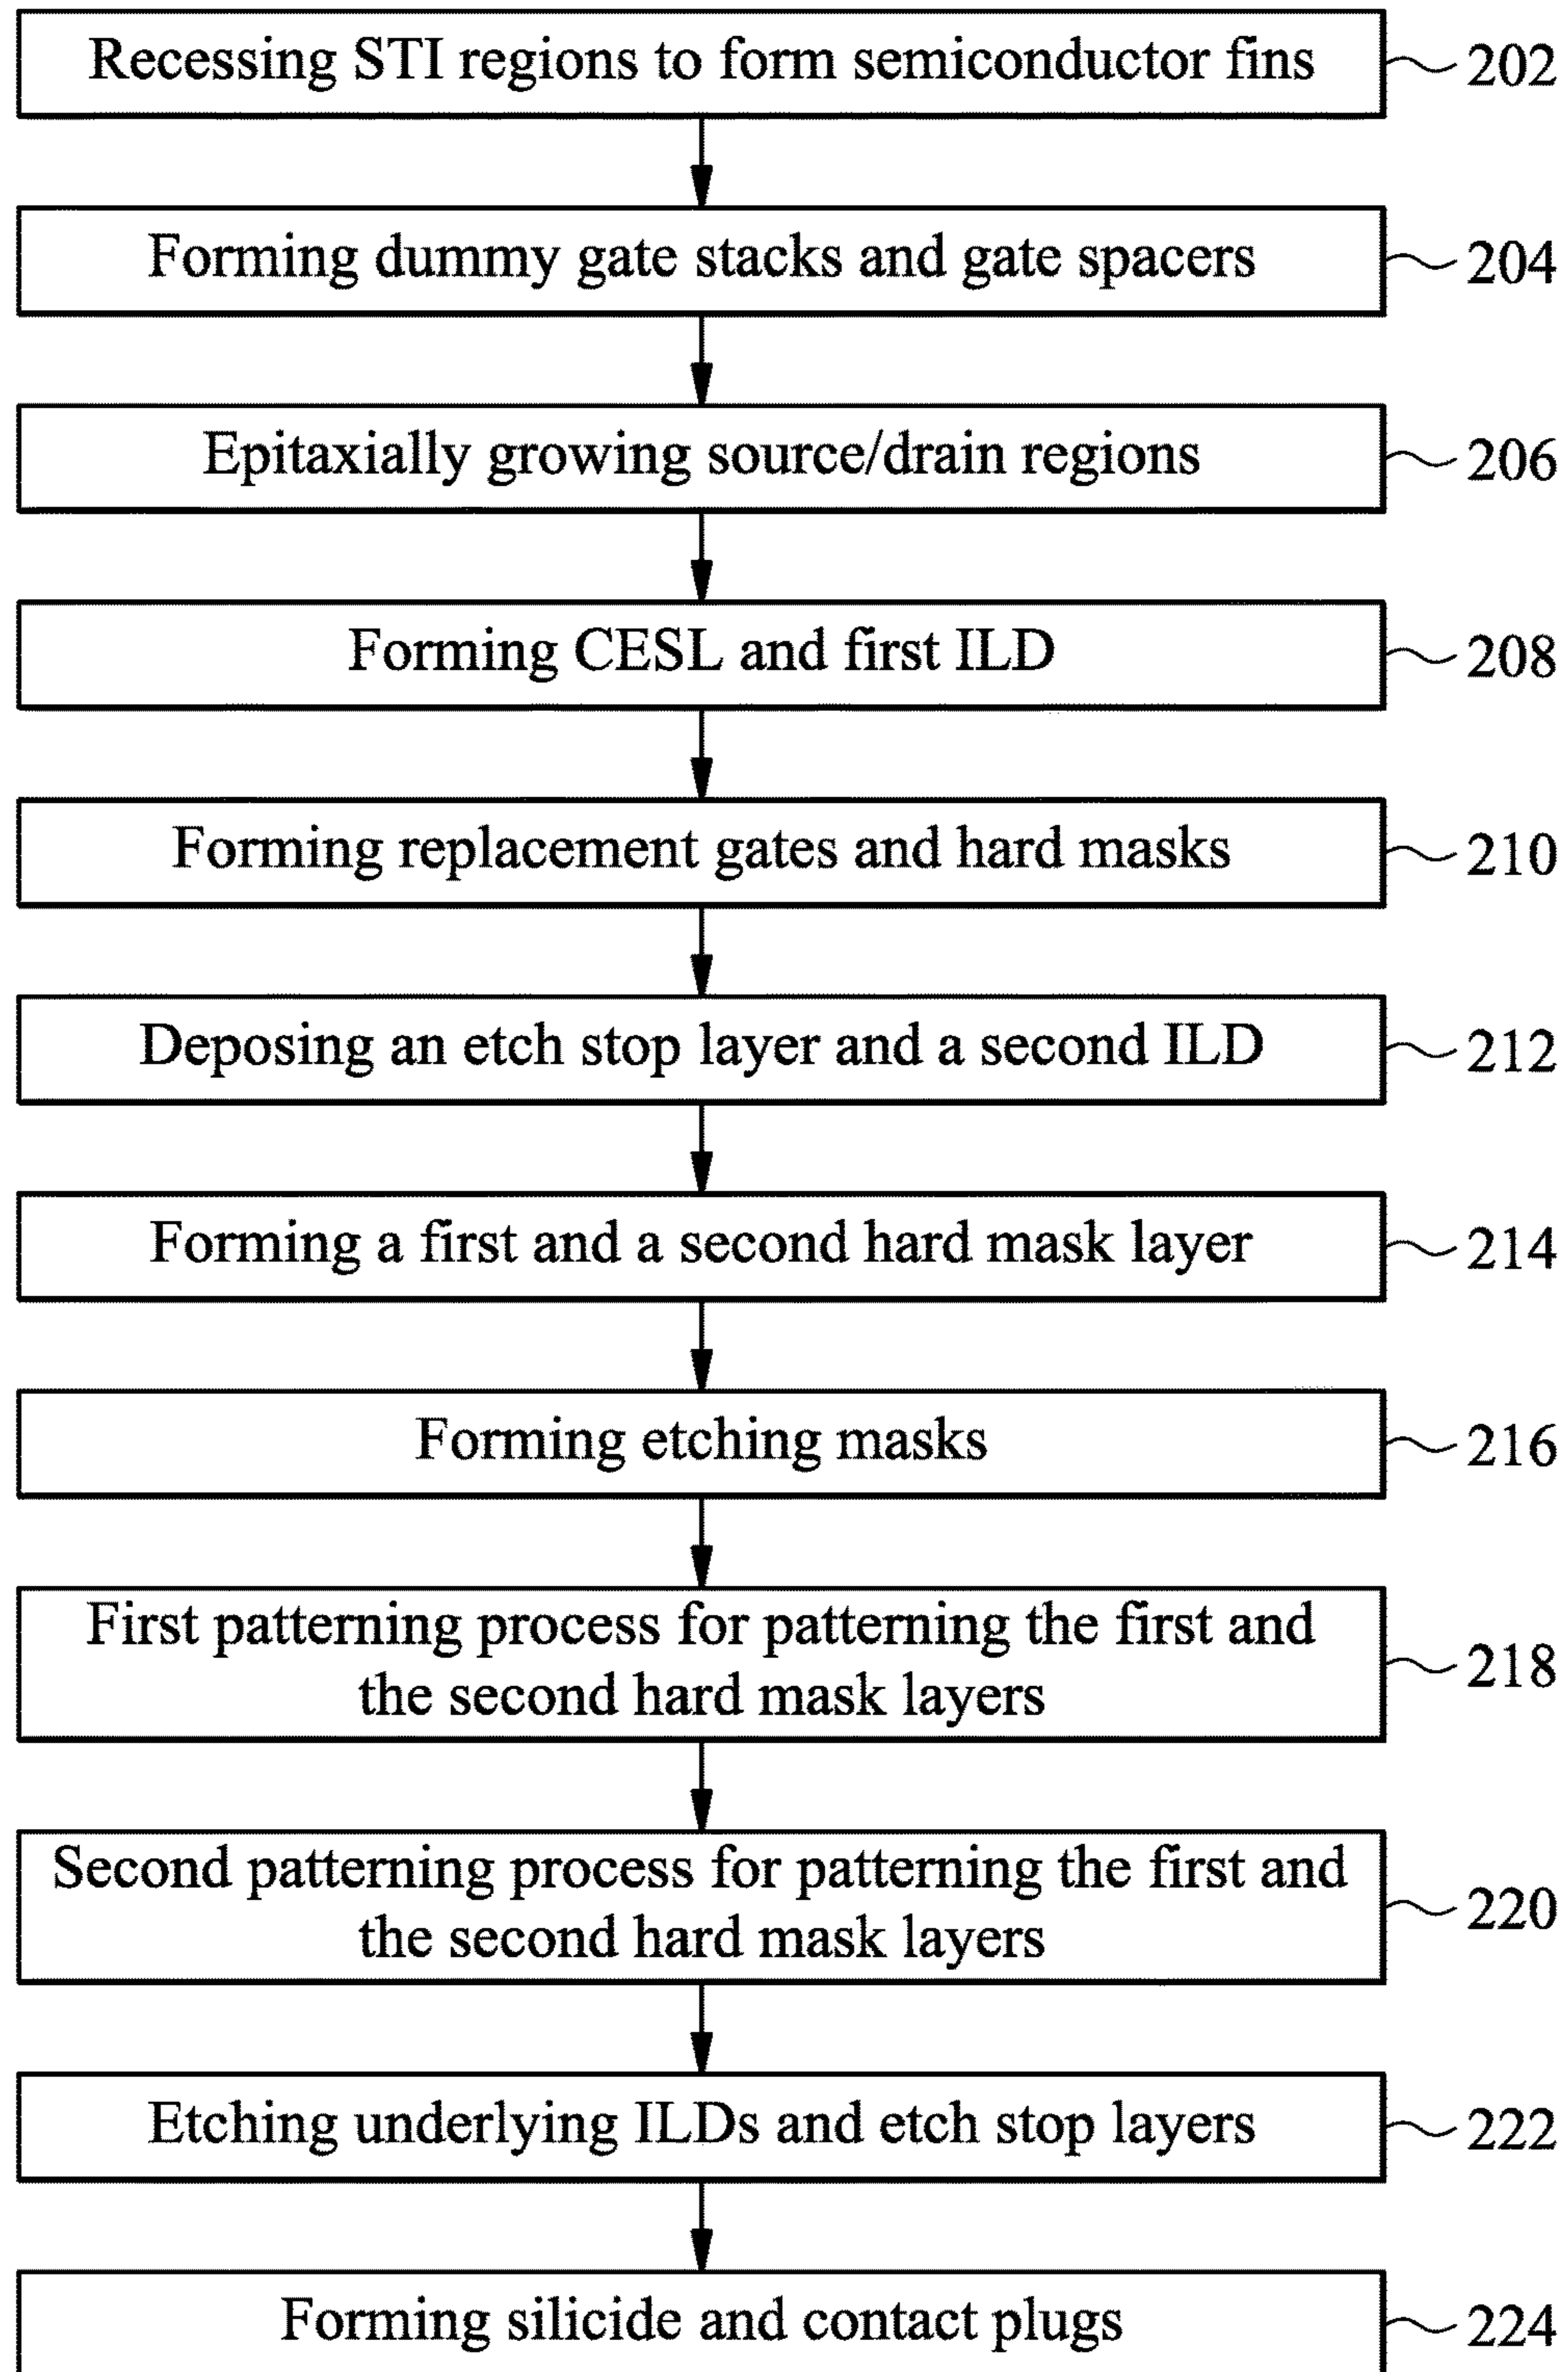 Recessing STI regions to form semiconductor fins
202
Forming dummy gate stacks and gate spacers
204
Epitaxially growing source/drain regions
206
Forming CESL and first ILD
208
Forming replacement gates and hard masks
210
Deposing an etch stop layer and a second ILD
212
Forming a first and a second hard mask layer
214
Forming etching masks
216
First patterning process for patterning the first and
the second hard mask layers
218
Second patterning process for patterning the first and
the second hard mask layers
220
Etching underlying ILDs and etch stop layers
222
Forming silicide and contact plugs
224